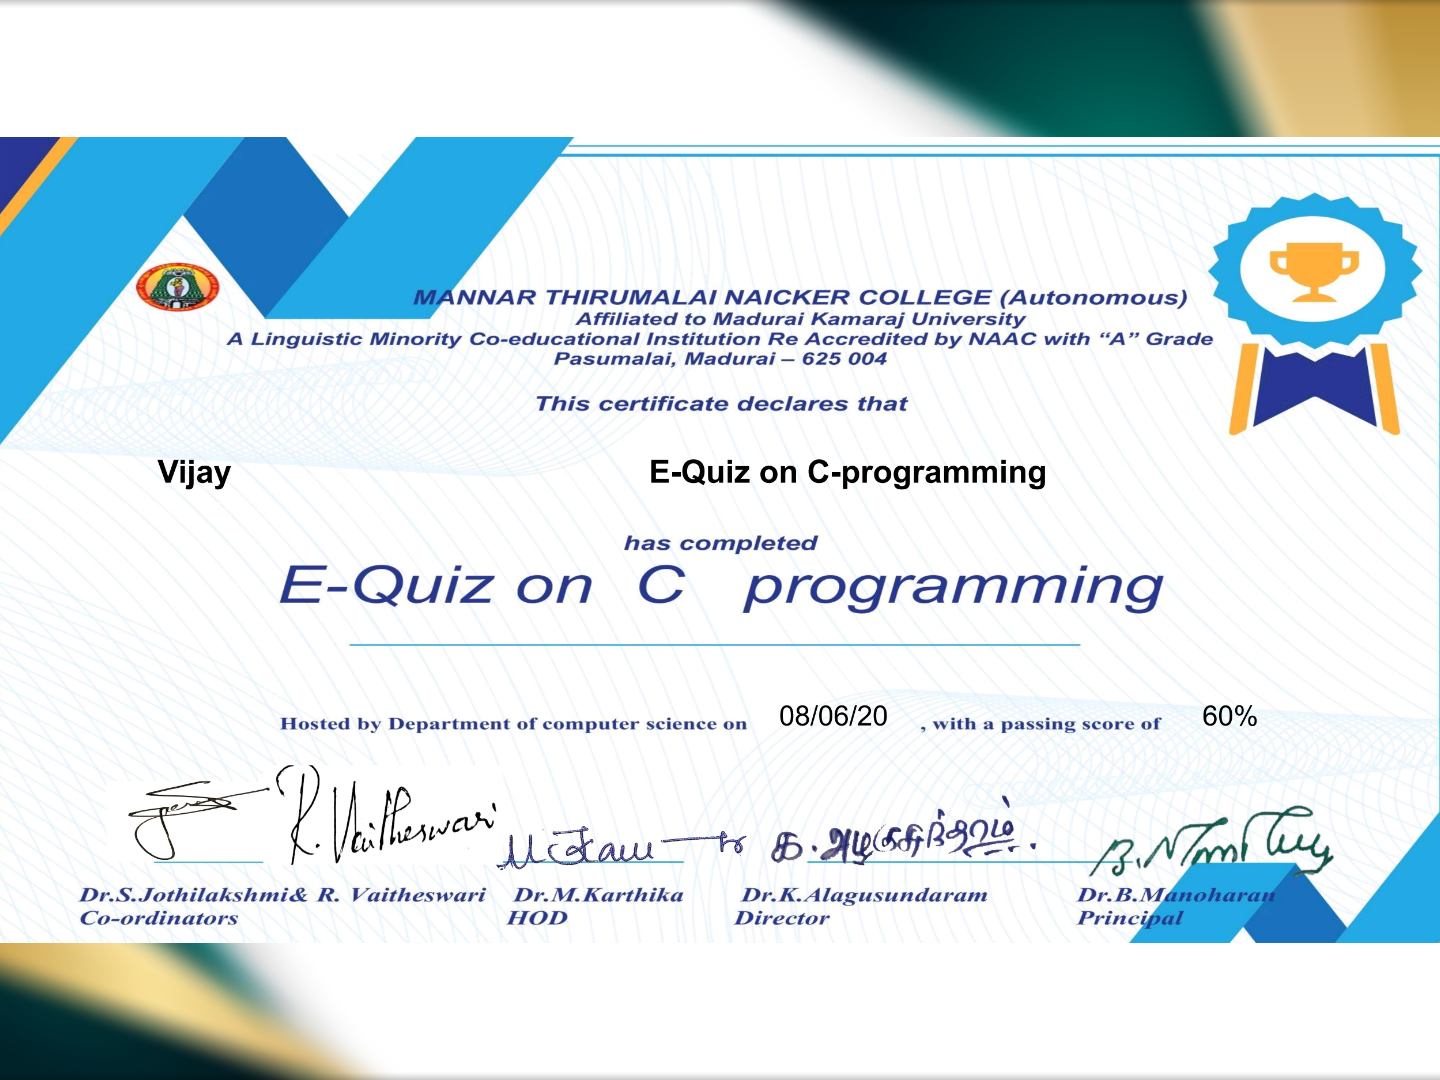 MANNAR THIRUMALAI NAICKER COLLEGE (Autonomous)
Affiliated to Madurai Kamaraj University
A Linguistic Minority Co-educational Institution Re Accredited by NAAC with “A” Grade
Pasumalai, Madurai – 625 004
This certificate declares that
Vijay E-Quiz on C-programming
has completed
E-Quiz on C programming
Hosted by Department of computer science on 08/06/20 , with a passing score of 60%
R. Vaitheswari
Dr.S.Jothilakshmi& R. Vaitheswari Dr.M.Karthika Dr.K.Alagusundaram Dr.B.Manoharan
Co-ordinators HOD Director Principal